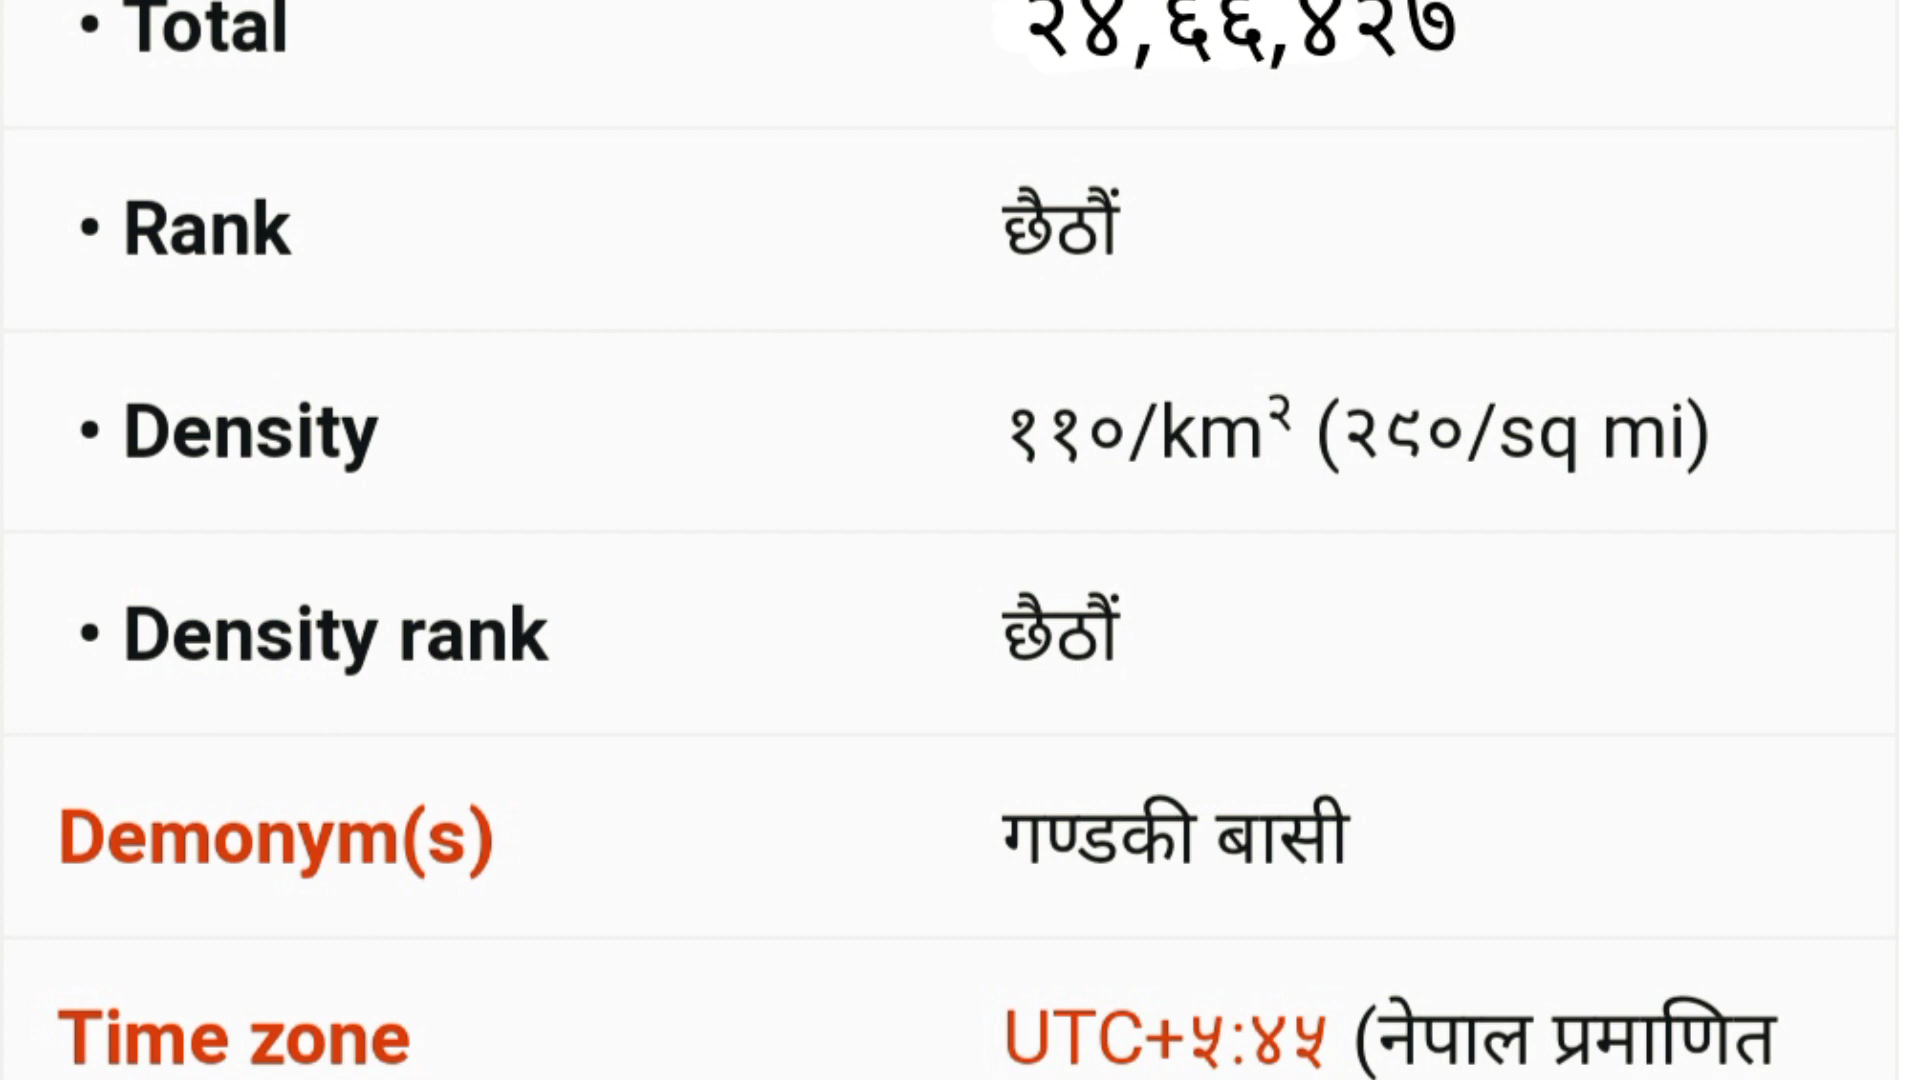 • Total २४,६६,४२७
• Rank छैठौं
• Density ११०/km² (२९०/sq mi)
• Density rank छैठौं
Demonym(s) गण्डकी बासी
Time zone UTC+५:४५ (नेपाल प्रमाणित